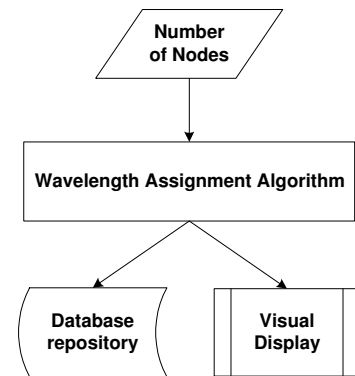 Number
of Nodes
Wavelength Assignment Algorithm
Database
repository
Visual
Display